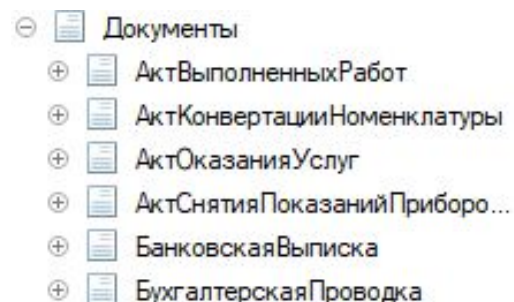 Документы
АктВыполненныхРабот
АктКонвертацииНоменклатуры
АктОказанияУслуг
АктСнятияПоказанийПриборо...
БанковскаяВыписка
БухгалтерскаяПроводка